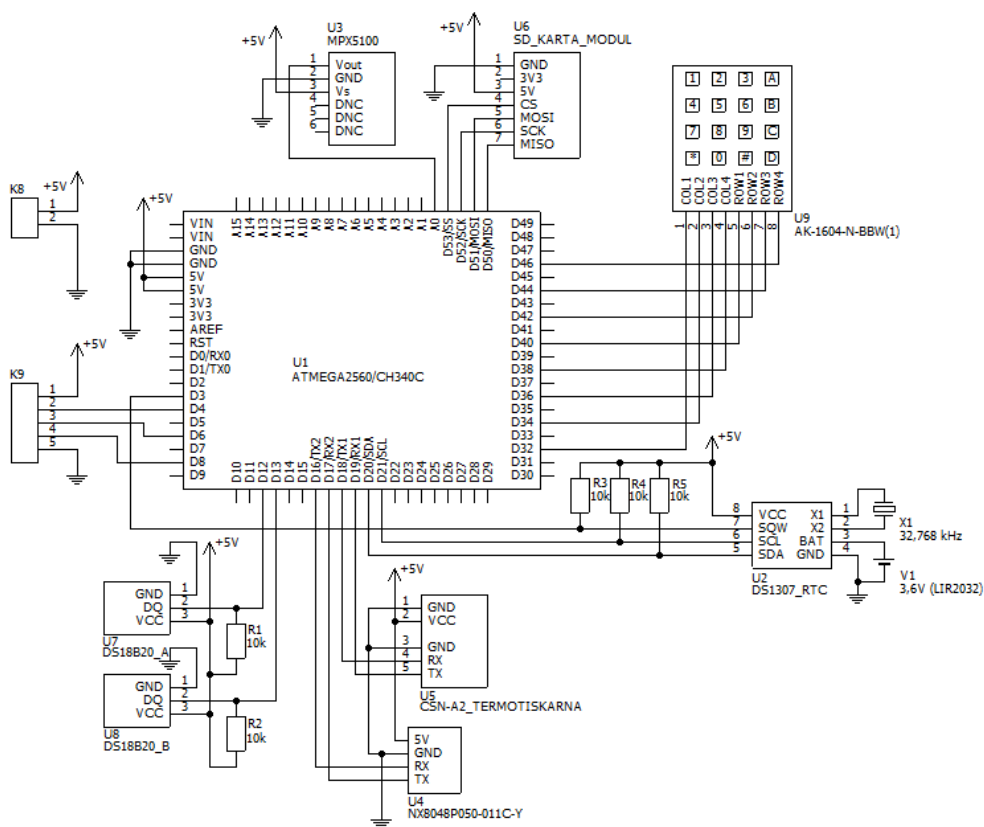 U3
MPX5100
+5V
1 Vout
2 GND
3 Vs
4 DNC
5 DNC
6 DNC
U6
SD_KARTA_MODUL
+5V
1 GND
2 3V3
3 5V
4 CS
5 MOSI
6 SCK
7 MISO
1 2 3 A
4 5 6 B
7 8 9 C
* 0 # D
COL1 COL2 COL3 COL4 ROW1 ROW2 ROW3 ROW4
1 2 3 4 5 6 7 8
U9
AK-1604-N-BBW(1)
K8
+5V
1
2
+5V
K9
+5V
1
2
3
4
5
A15 A14 A13 A12 A11 A10 A9 A8 A7 A6 A5 A4 A3 A2 A1 A0 D53/SS D52/SCK D51/MOSI D50/MISO
VIN
VIN
GND
GND
5V
5V
3V3
3V3
AREF
RST
D0/RX0
D1/TX0
D2
D3
D4
D5
D6
D7
D8
D9
U1
ATMEGA2560/CH340C
D49
D48
D47
D46
D45
D44
D43
D42
D41
D40
D39
D38
D37
D36
D35
D34
D33
D32
D31
D30
D10 D11 D12 D13 D14 D15 D16/TX2 D17/RX2 D18/TX1 D19/RX1 D20/SDA D21/SCL D22 D23 D24 D25 D26 D27 D28 D29
+5V
R3
10k
R4
10k
R5
10k
8 VCC X1 1
7 SQW X2 2
6 SCL BAT 3
5 SDA GND 4
U2
DS1307_RTC
X1
32,768 kHz
V1
3,6V (LIR2032)
+5V
GND 1
DQ 2
VCC 3
U7
DS18B20_A
R1
10k
GND 1
DQ 2
VCC 3
U8
DS18B20_B
R2
10k
+5V
1 GND
2 VCC
3 GND
4 RX
5 TX
U5
CSN-A2_TERMOTISKARNA
5V
GND
RX
TX
U4
NX8048P050-011C-Y